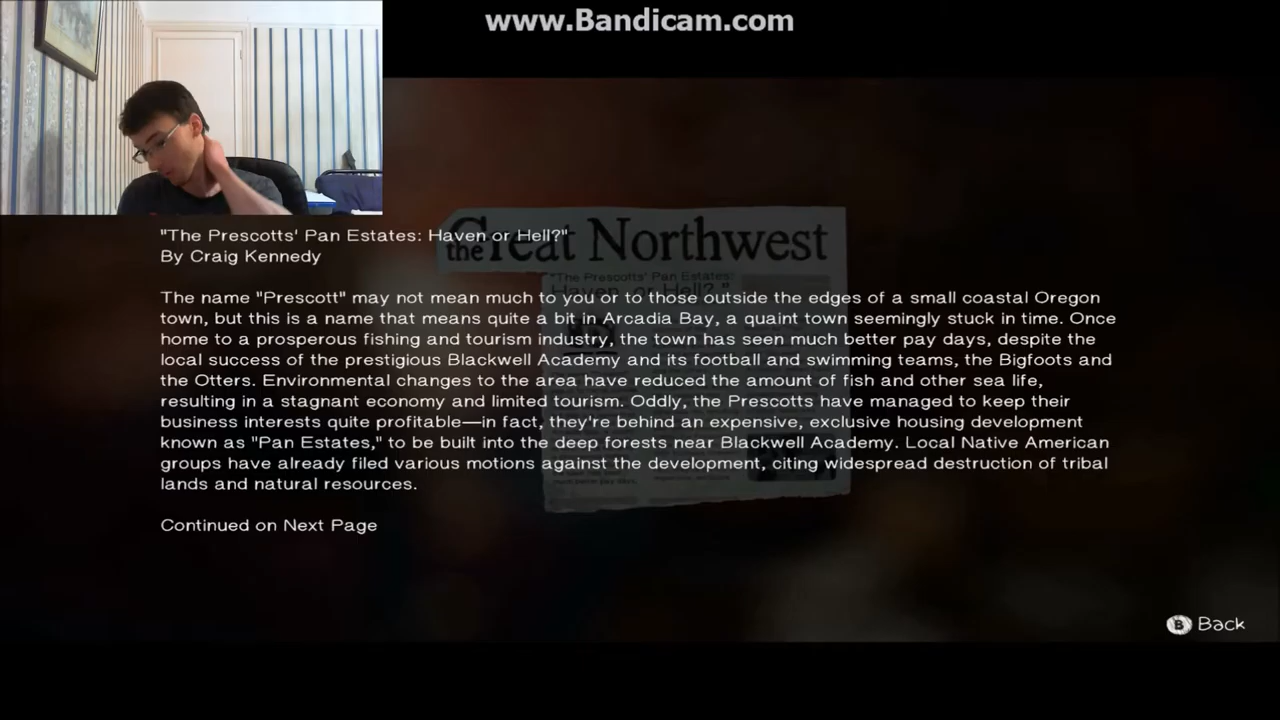 www.Bandicam.com
the Great Northwest
"The Prescotts' Pan Estates:
Haven or Hell?"
"The Prescotts' Pan Estates: Haven or Hell?"
By Craig Kennedy
The name "Prescott" may not mean much to you or to those outside the edges of a small coastal Oregon
town, but this is a name that means quite a bit in Arcadia Bay, a quaint town seemingly stuck in time. Once
home to a prosperous fishing and tourism industry, the town has seen much better pay days, despite the
local success of the prestigious Blackwell Academy and its football and swimming teams, the Bigfoots and
the Otters. Environmental changes to the area have reduced the amount of fish and other sea life,
resulting in a stagnant economy and limited tourism. Oddly, the Prescotts have managed to keep their
business interests quite profitable—in fact, they're behind an expensive, exclusive housing development
known as "Pan Estates," to be built into the deep forests near Blackwell Academy. Local Native American
groups have already filed various motions against the development, citing widespread destruction of tribal
lands and natural resources.
Continued on Next Page
B Back